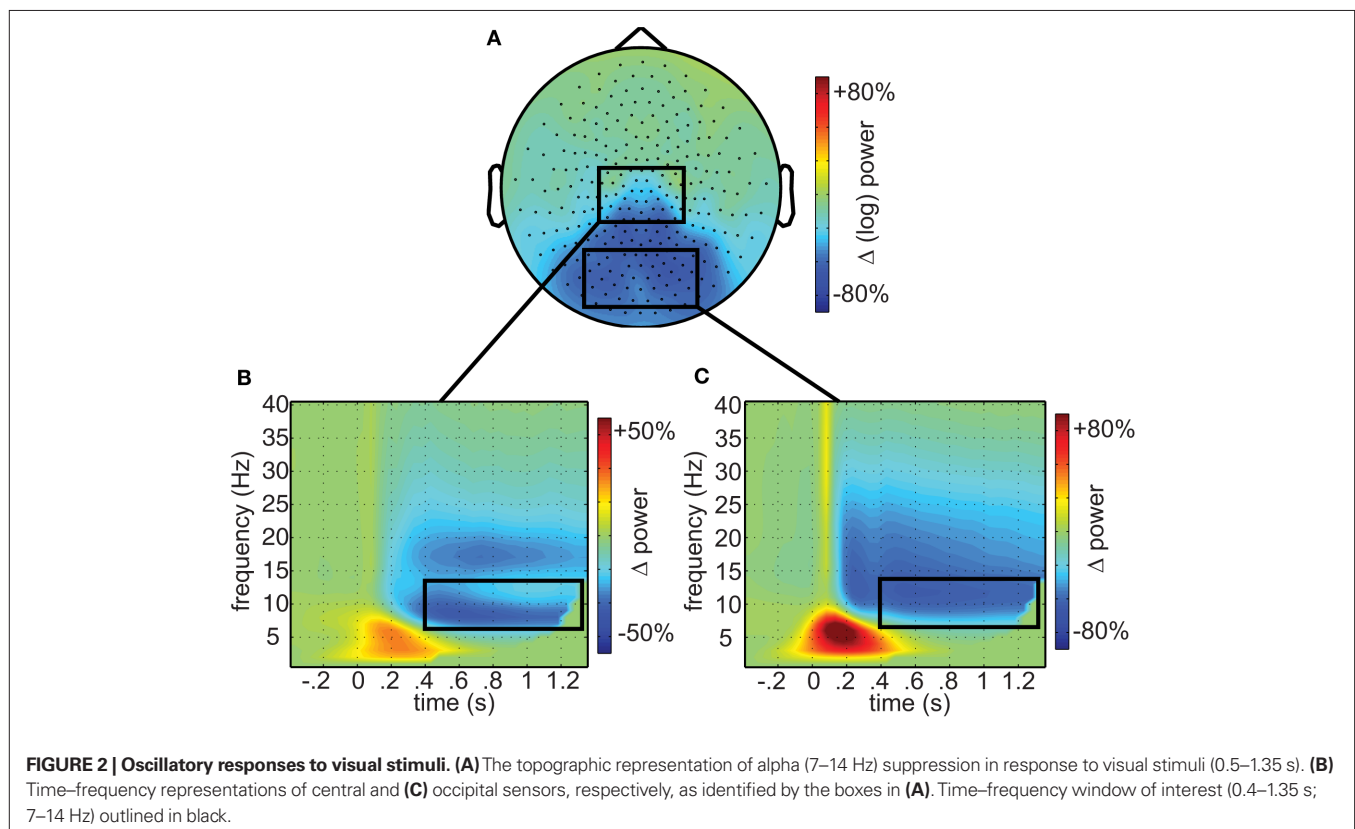 A
+80%
Δ (log) power
-80%
B
C
40
35
30
25
20
15
10
5
frequency (Hz)
-.2 0 .2 .4 .6 .8 1 1.2
time (s)
+50%
Δ power
-50%
40
35
30
25
20
15
10
5
frequency (Hz)
-.2 0 .2 .4 .6 .8 1 1.2
time (s)
+80%
Δ power
-80%
FIGURE 2 | Oscillatory responses to visual stimuli. (A) The topographic representation of alpha (7–14 Hz) suppression in response to visual stimuli (0.5–1.35 s). (B)
Time–frequency representations of central and (C) occipital sensors, respectively, as identified by the boxes in (A). Time–frequency window of interest (0.4–1.35 s;
7–14 Hz) outlined in black.